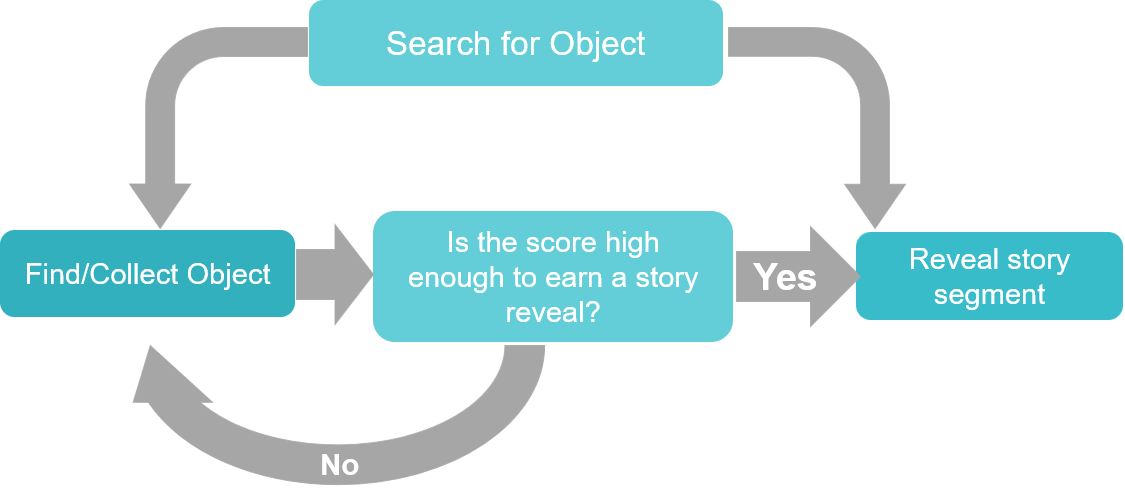 Search for Object
Find/Collect Object
Is the score high
enough to earn a story
reveal?
Yes
Reveal story
segment
No